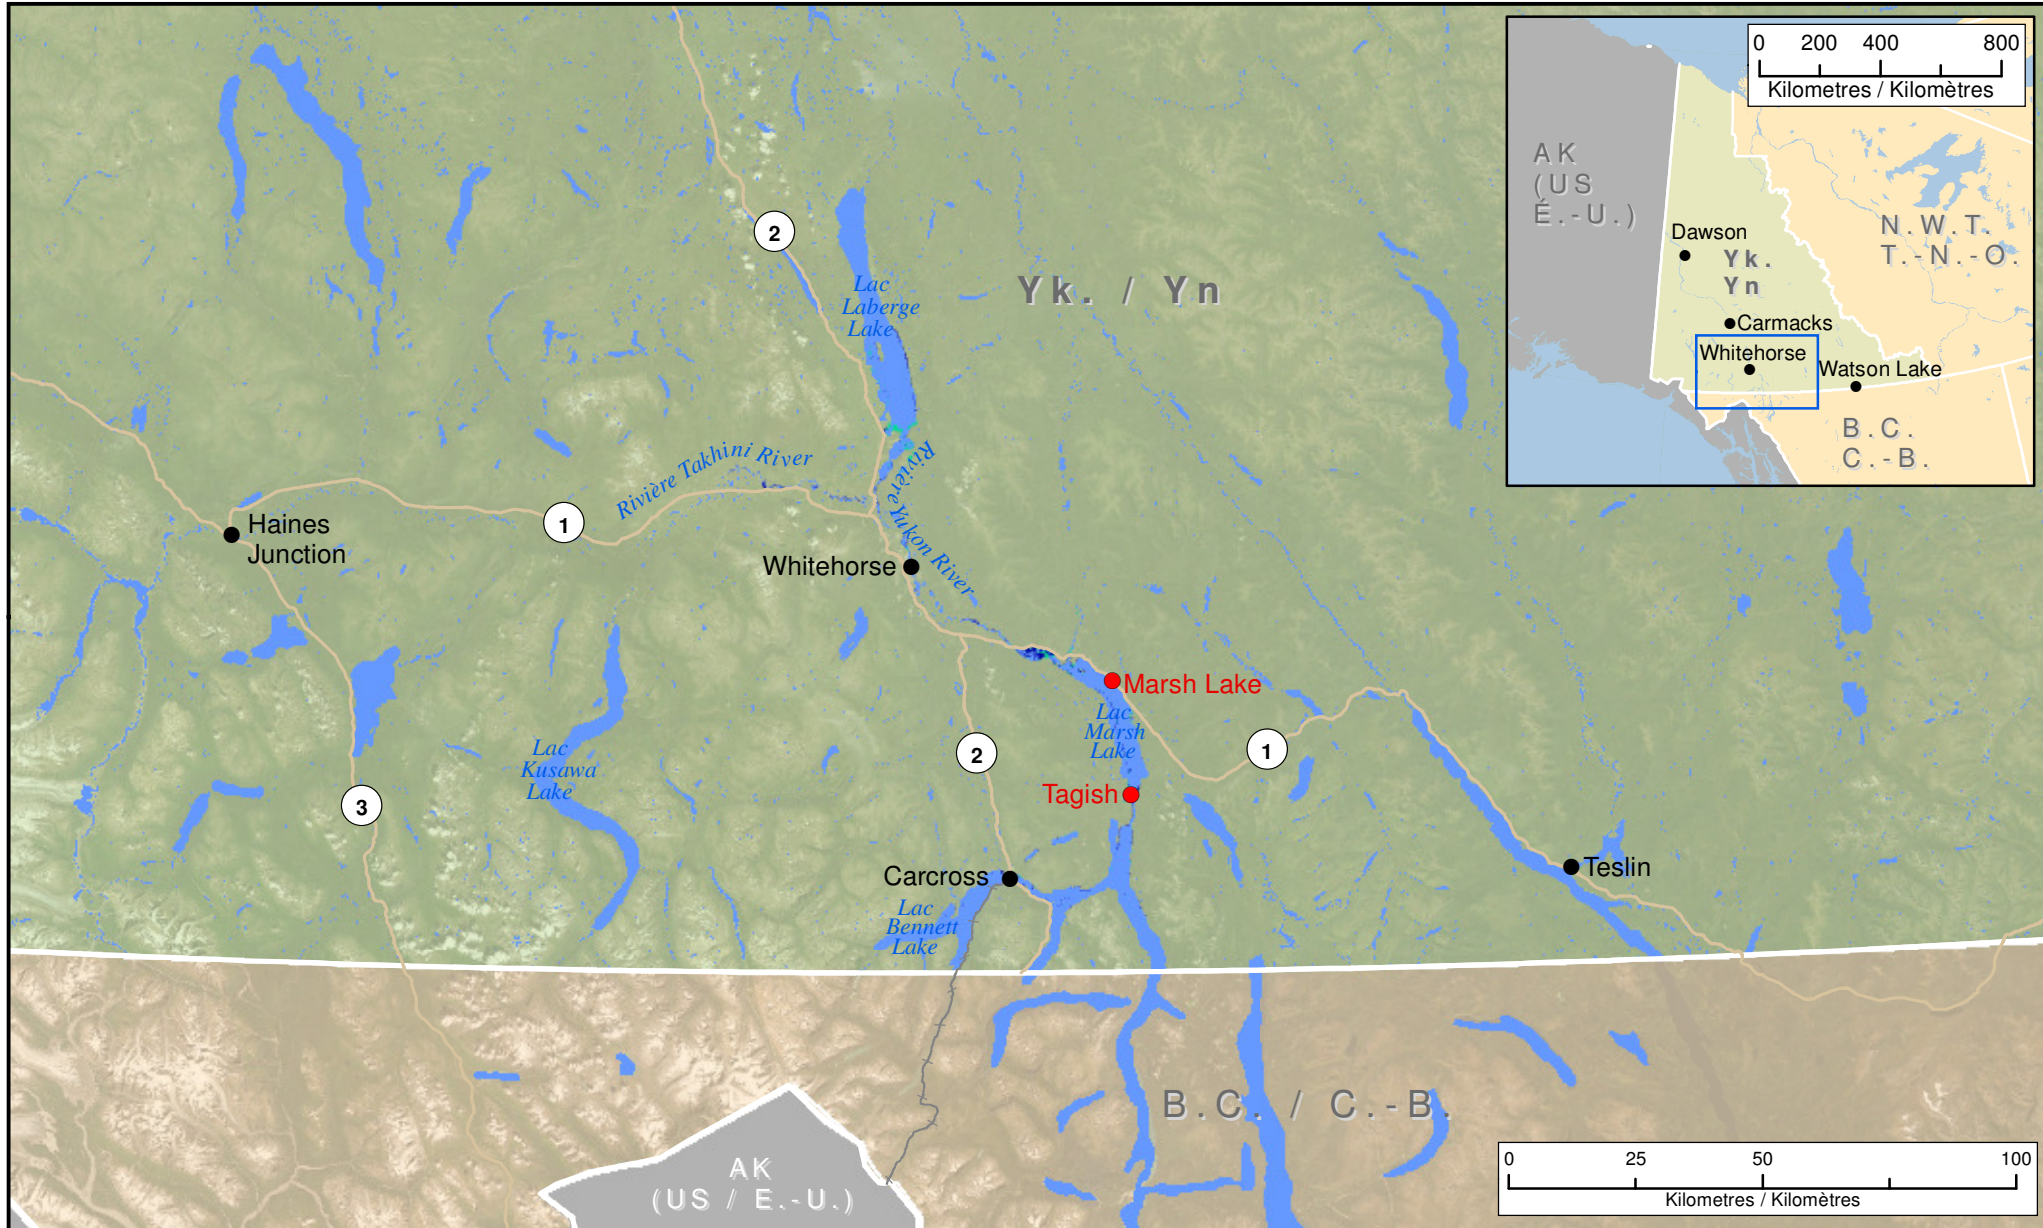 0 200 400 800
Kilometres / Kilomètres
AK
(US
É.-U.)
Dawson
Yk.
Yn
N.W.T.
T.-N.-O.
Carmacks
Whitehorse
Watson Lake
B.C.
C.-B.
2
Lac
Laberge
Lake
Yk. / Yn
Rivière Takhini River
Rivière Yukon River
Haines
Junction
1
Whitehorse
Marsh Lake
Lac
Marsh
Lake
Lac
Kusawa
Lake
2
1
3
Tagish
Carcross
Teslin
Lac
Bennett
Lake
B.C. / C.-B.
AK
(US / E.-U.)
0 25 50 100
Kilometres / Kilomètres